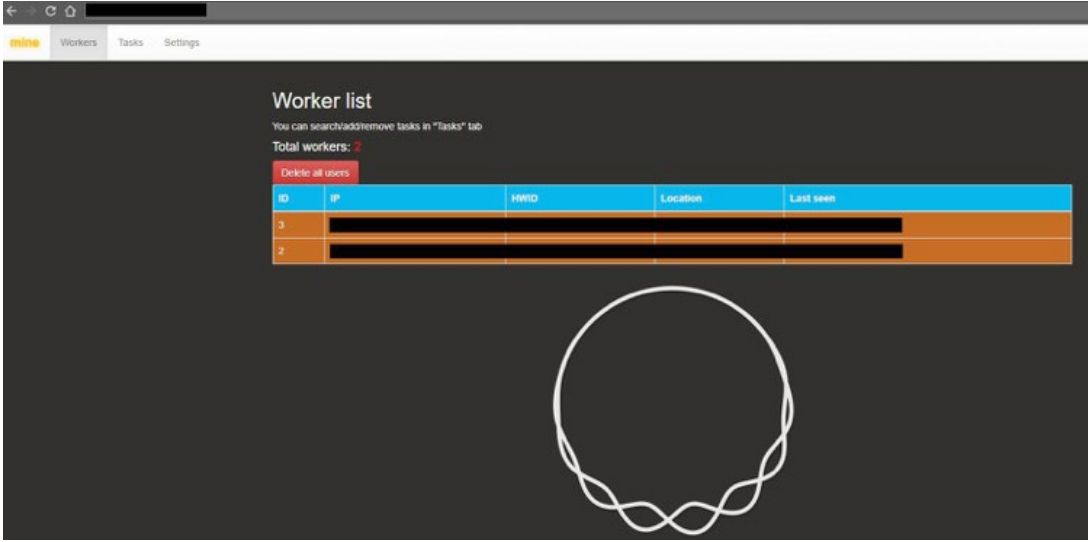 mine Workers Tasks Settings
Worker list
You can search/add/remove tasks in "Tasks" tab
Total workers: 2
Delete all users
ID IP HWID Location Last seen
3
2